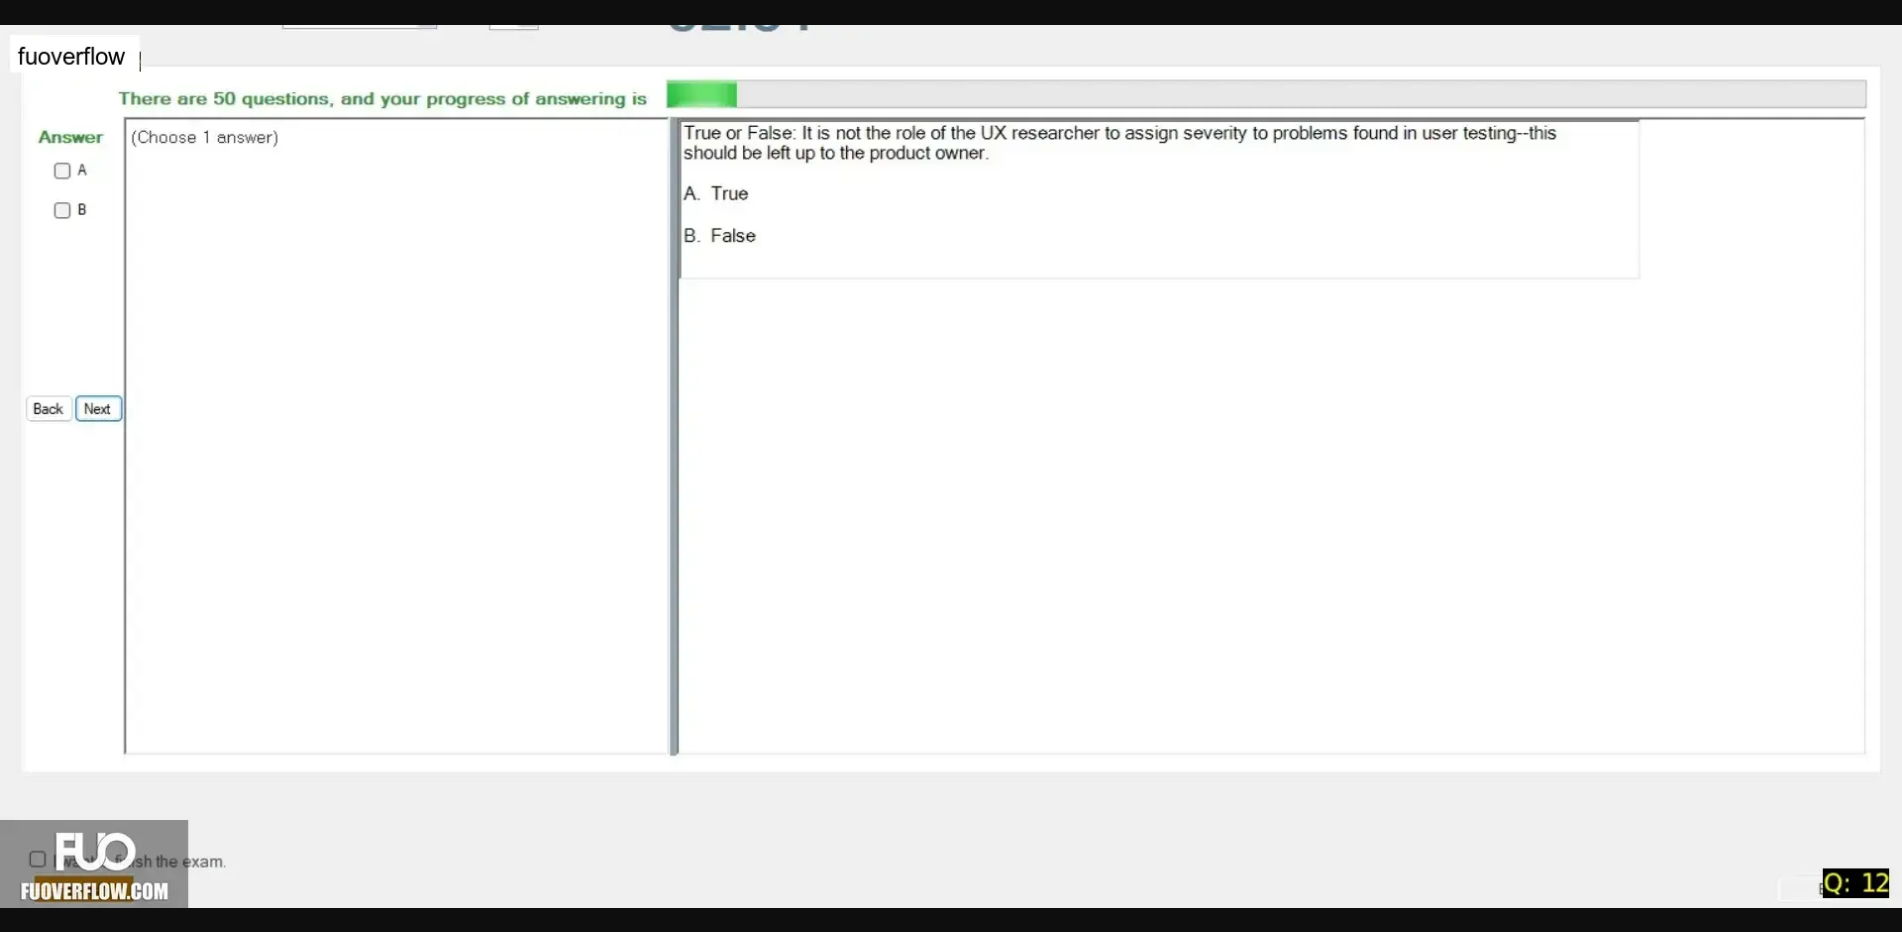 fuoverflow
There are 50 questions, and your progress of answering is
Answer
(Choose 1 answer)
A
B
True or False: It is not the role of the UX researcher to assign severity to problems found in user testing--this
should be left up to the product owner.
A. True
B. False
Back
Next
FUO
sh the exam.
FUOVERFLOW.COM
Q: 12